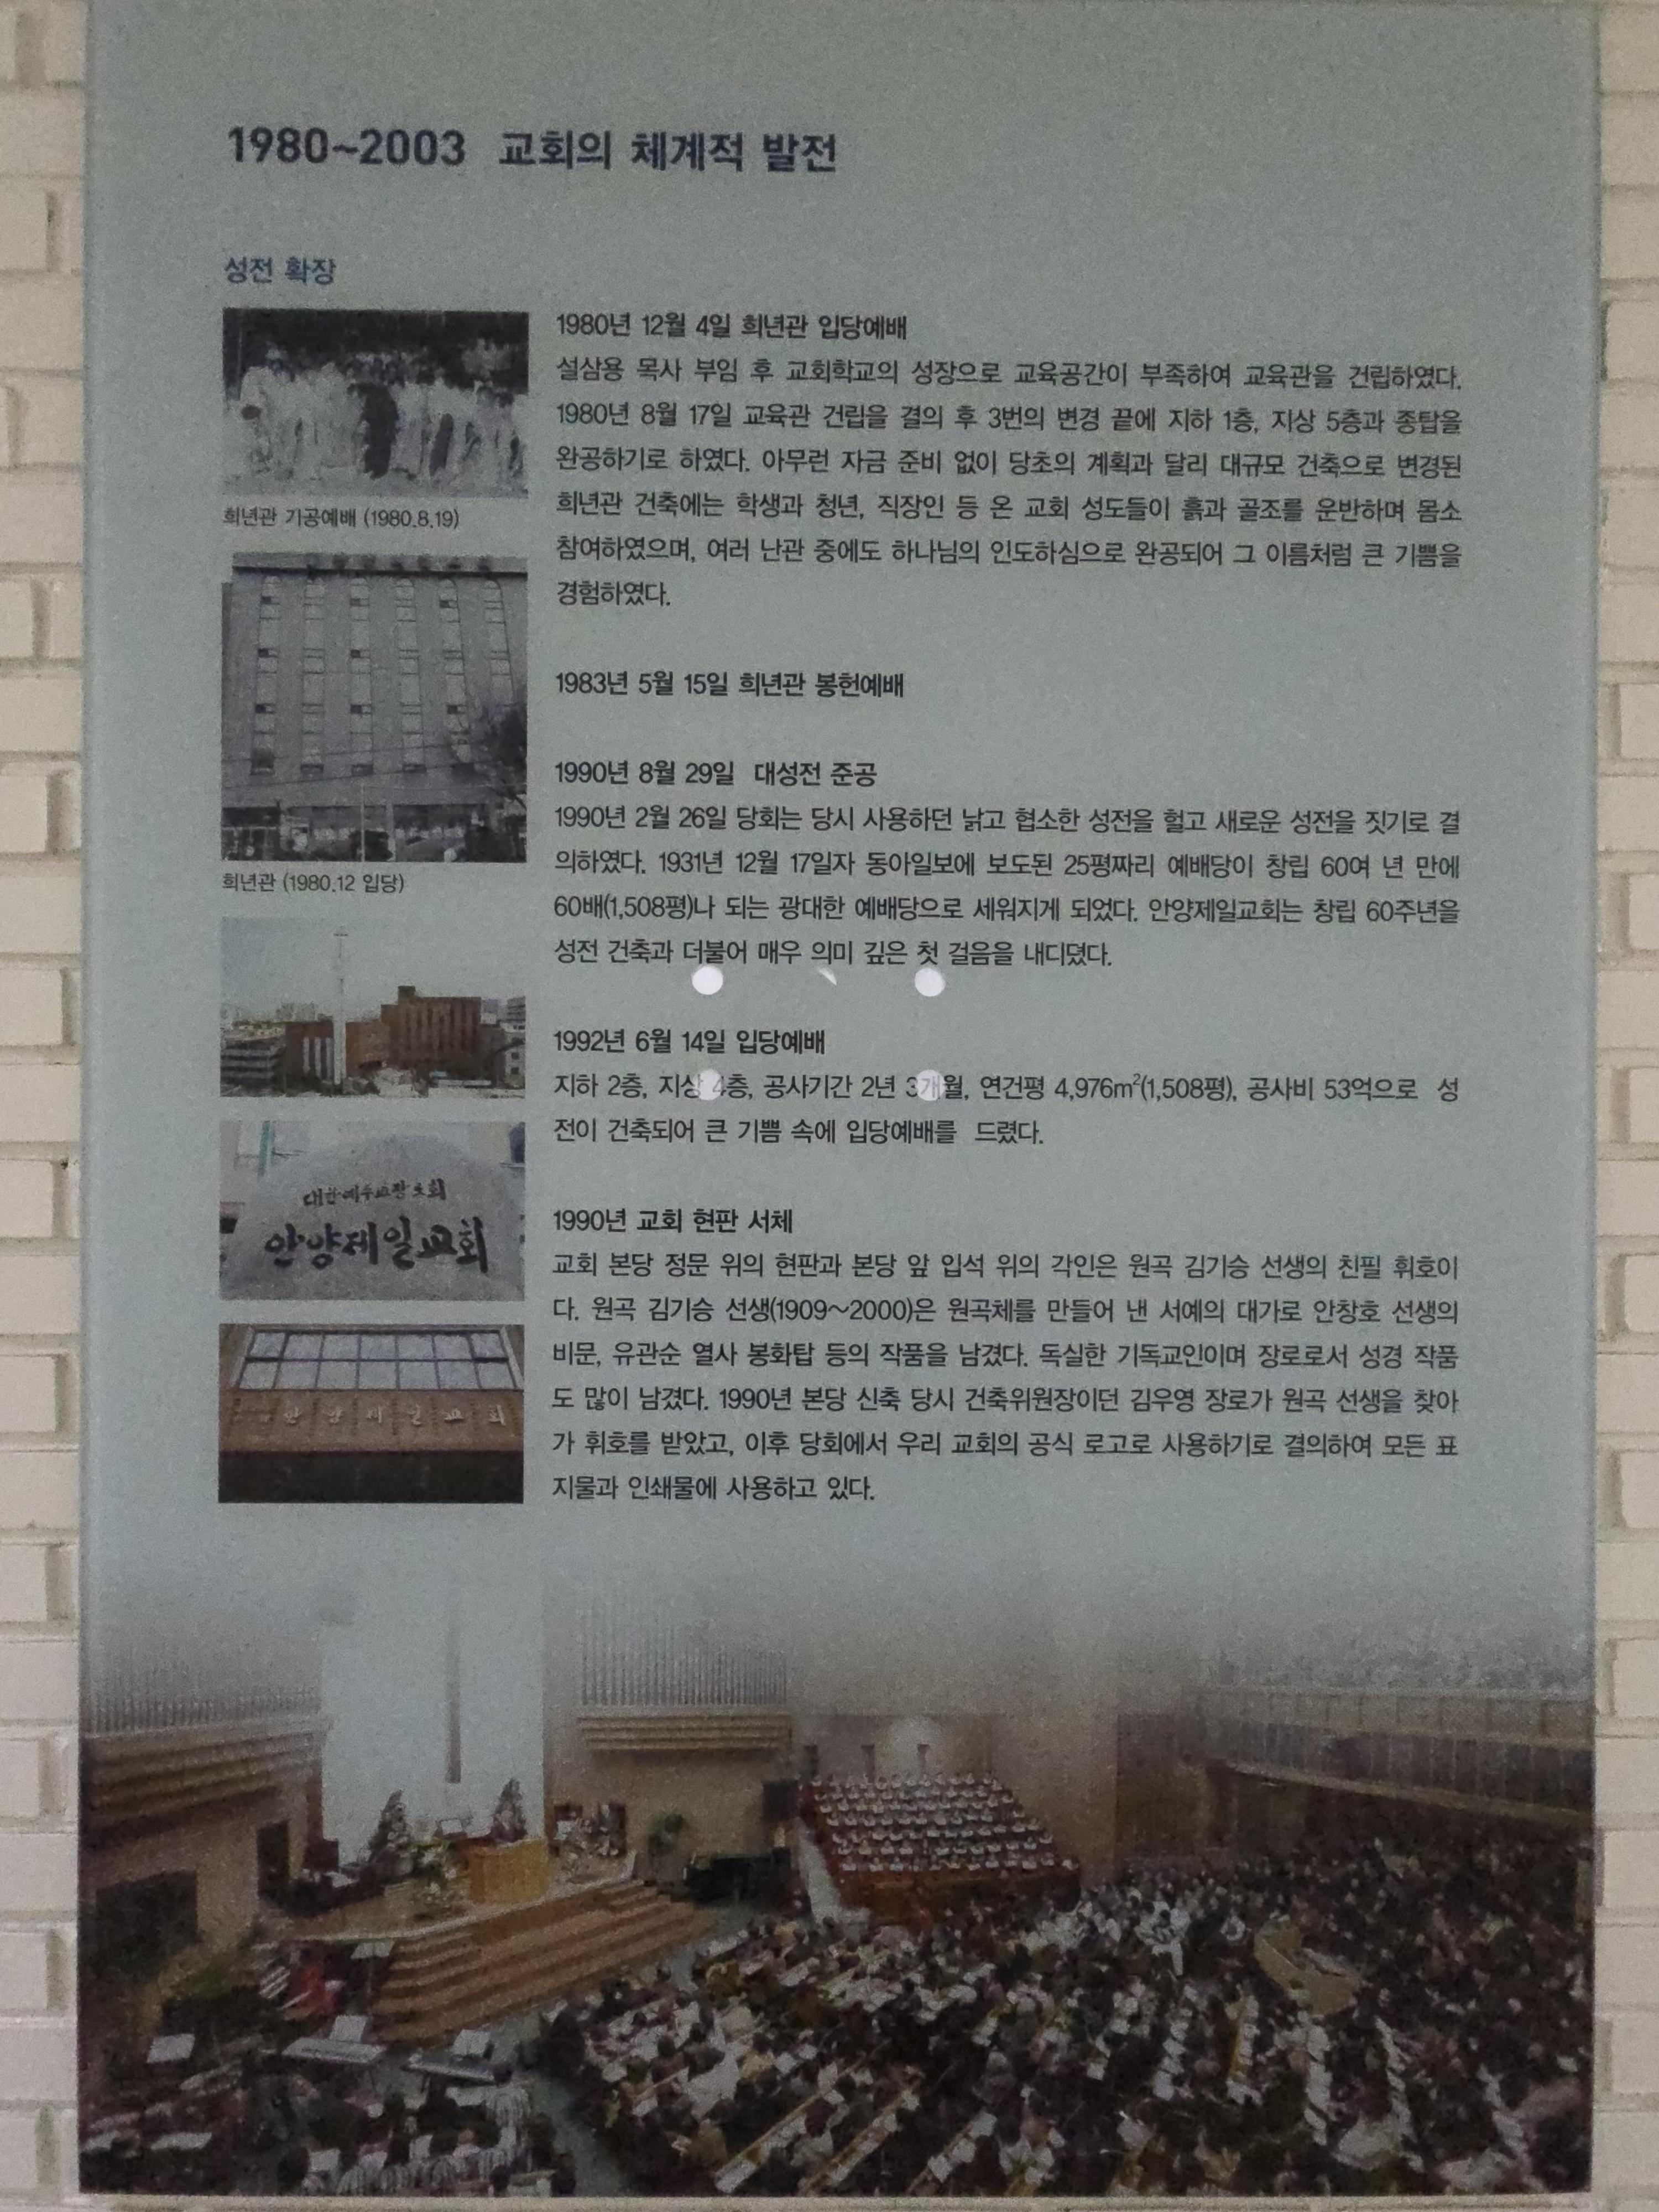 1980~2003 교회의 체계적 발전
성전 확장
희년관 기공예배 (1980.8.19)
희년관 (1980.12 입당)
대한예수교장로회
안양제일교회
안양제일교회
1980년 12월 4일 희년관 입당예배
설삼용 목사 부임 후 교회학교의 성장으로 교육공간이 부족하여 교육관을 건립하였다.
1980년 8월 17일 교육관 건립을 결의 후 3번의 변경 끝에 지하 1층, 지상 5층과 종탑을
완공하기로 하였다. 아무런 자금 준비 없이 당초의 계획과 달리 대규모 건축으로 변경된
희년관 건축에는 학생과 청년, 직장인 등 온 교회 성도들이 흙과 골조를 운반하며 몸소
참여하였으며, 여러 난관 중에도 하나님의 인도하심으로 완공되어 그 이름처럼 큰 기쁨을
경험하였다.
1983년 5월 15일 희년관 봉헌예배
1990년 8월 29일 대성전 준공
1990년 2월 26일 당회는 당시 사용하던 낡고 협소한 성전을 헐고 새로운 성전을 짓기로 결
의하였다. 1931년 12월 17일자 동아일보에 보도된 25평짜리 예배당이 창립 60여 년 만에
60배(1,508평)나 되는 광대한 예배당으로 세워지게 되었다. 안양제일교회는 창립 60주년을
성전 건축과 더불어 매우 의미 깊은 첫 걸음을 내디뎠다.
1992년 6월 14일 입당예배
지하 2층, 지상 4층, 공사기간 2년 3개월, 연건평 4,976m²(1,508평), 공사비 53억으로 성
전이 건축되어 큰 기쁨 속에 입당예배를 드렸다.
1990년 교회 현판 서체
교회 본당 정문 위의 현판과 본당 앞 입석 위의 각인은 원곡 김기승 선생의 친필 휘호이
다. 원곡 김기승 선생(1909~2000)은 원곡체를 만들어 낸 서예의 대가로 안창호 선생의
비문, 유관순 열사 봉화탑 등의 작품을 남겼다. 독실한 기독교인이며 장로로서 성경 작품
도 많이 남겼다. 1990년 본당 신축 당시 건축위원장이던 김우영 장로가 원곡 선생을 찾아
가 휘호를 받았고, 이후 당회에서 우리 교회의 공식 로고로 사용하기로 결의하여 모든 표
지물과 인쇄물에 사용하고 있다.